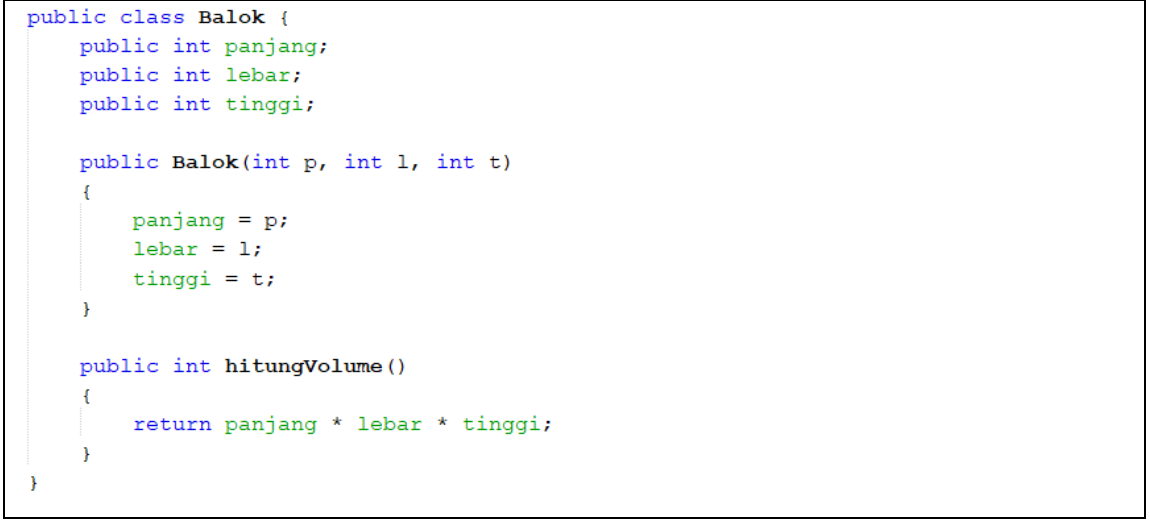 public class Balok {
    public int panjang;
    public int lebar;
    public int tinggi;

    public Balok(int p, int l, int t)
    {
        panjang = p;
        lebar = l;
        tinggi = t;
    }

    public int hitungVolume()
    {
        return panjang * lebar * tinggi;
    }
}